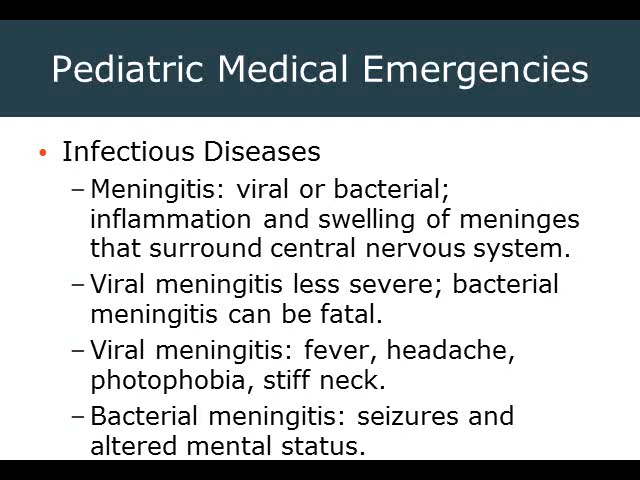 Pediatric Medical Emergencies
• Infectious Diseases
– Meningitis: viral or bacterial;
inflammation and swelling of meninges
that surround central nervous system.
– Viral meningitis less severe; bacterial
meningitis can be fatal.
– Viral meningitis: fever, headache,
photophobia, stiff neck.
– Bacterial meningitis: seizures and
altered mental status.